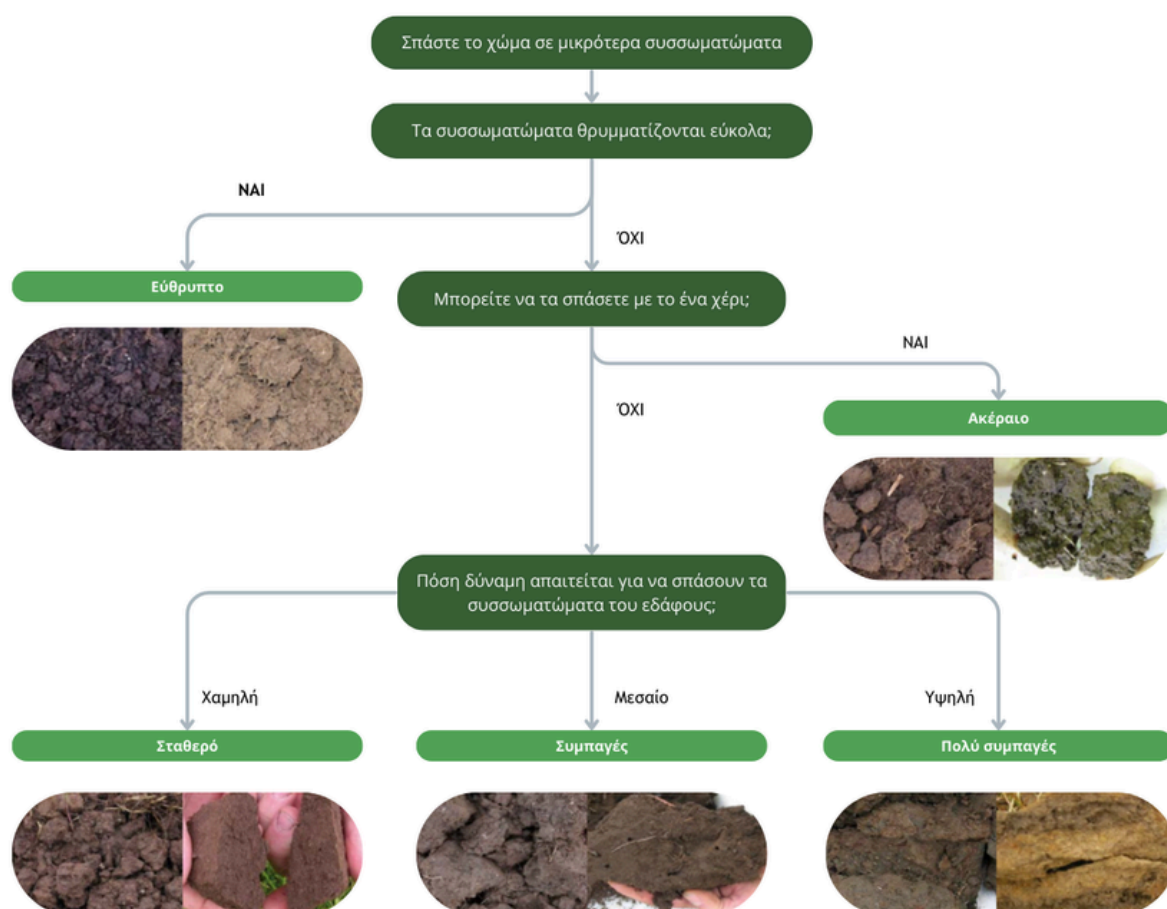 Σπάστε το χώμα σε μικρότερα συσσωματώματα
Τα συσσωματώματα θρυμματίζονται εύκολα;
ΝΑΙ
ΌΧΙ
Εύθρυπτο
Μπορείτε να τα σπάσετε με το ένα χέρι;
ΝΑΙ
ΌΧΙ
Ακέραιο
Πόση δύναμη απαιτείται για να σπάσουν τα
συσσωματώματα του εδάφους;
Χαμηλή
Μεσαίο
Υψηλή
Σταθερό
Συμπαγές
Πολύ συμπαγές